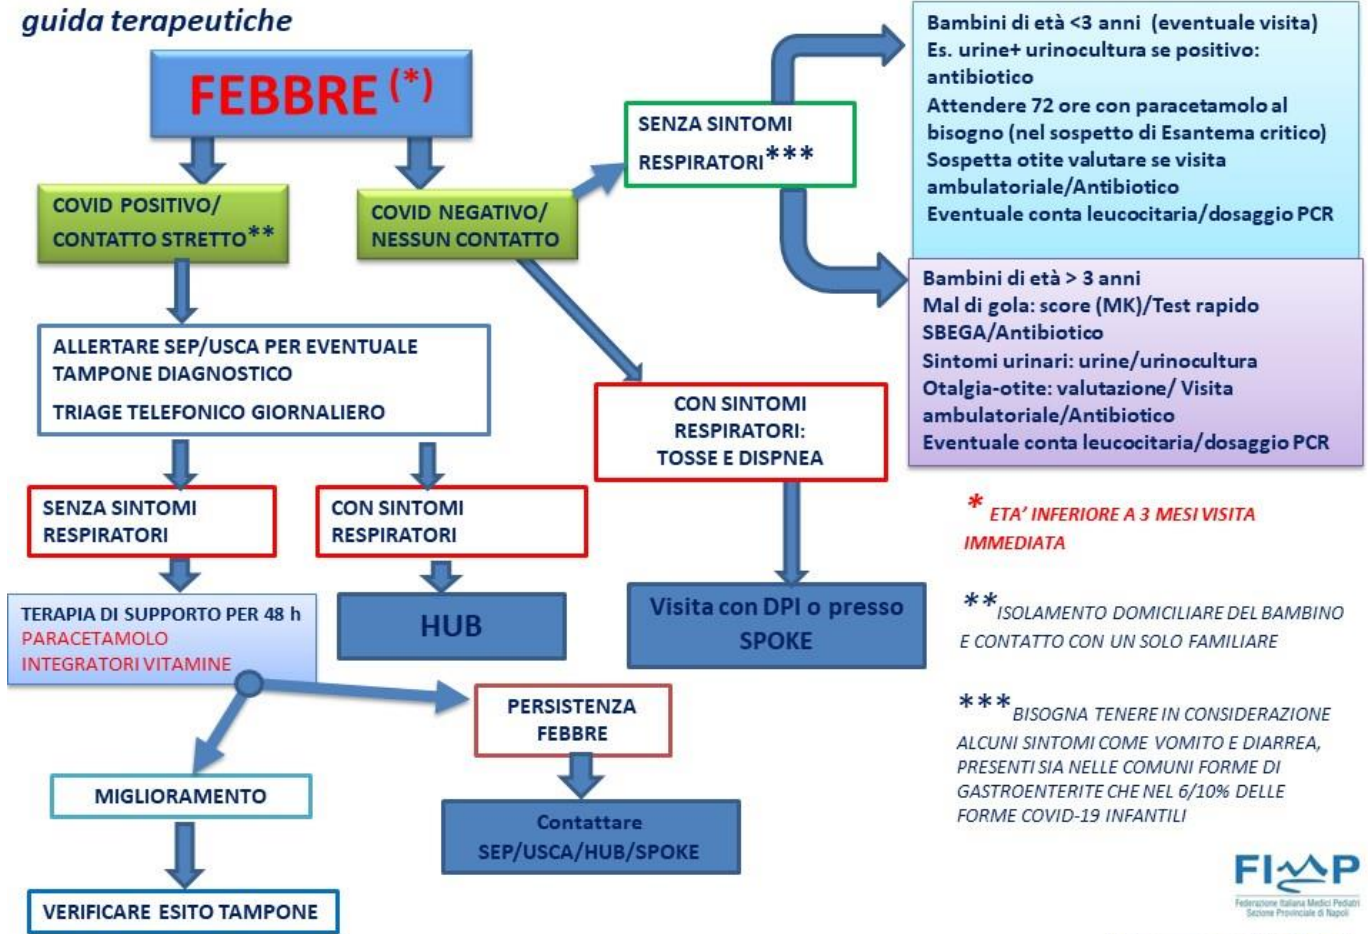 guida terapeutiche
FEBBRE (*)
COVID POSITIVO/
CONTATTO STRETTO**
COVID NEGATIVO/
NESSUN CONTATTO
SENZA SINTOMI
RESPIRATORI***
Bambini di età <3 anni (eventuale visita)
Es. urine+ urinocultura se positivo:
antibiotico
Attendere 72 ore con paracetamolo al
bisogno (nel sospetto di Esantema critico)
Sospetta otite valutare se visita
ambulatoriale/Antibiotico
Eventuale conta leucocitaria/dosaggio PCR
Bambini di età > 3 anni
Mal di gola: score (MK)/Test rapido
SBEGA/Antibiotico
Sintomi urinari: urine/urinocultura
Otalgia-otite: valutazione/ Visita
ambulatoriale/Antibiotico
Eventuale conta leucocitaria/dosaggio PCR
ALLERTARE SEP/USCA PER EVENTUALE
TAMPONE DIAGNOSTICO
TRIAGE TELEFONICO GIORNALIERO
CON SINTOMI
RESPIRATORI:
TOSSE E DISPNEA
SENZA SINTOMI
RESPIRATORI
CON SINTOMI
RESPIRATORI
TERAPIA DI SUPPORTO PER 48 h
PARACETAMOLO
INTEGRATORI VITAMINE
HUB
Visita con DPI o presso
SPOKE
PERSISTENZA
FEBBRE
MIGLIORAMENTO
Contattare
SEP/USCA/HUB/SPOKE
VERIFICARE ESITO TAMPONE
* ETA' INFERIORE A 3 MESI VISITA
IMMEDIATA
**ISOLAMENTO DOMICILIARE DEL BAMBINO
E CONTATTO CON UN SOLO FAMILIARE
***BISOGNA TENERE IN CONSIDERAZIONE
ALCUNI SINTOMI COME VOMITO E DIARREA,
PRESENTI SIA NELLE COMUNI FORME DI
GASTROENTERITE CHE NEL 6/10% DELLE
FORME COVID-19 INFANTILI
FIMP
Federazione Italiana Medici Pediatri
Sezione Provinciale di Napoli